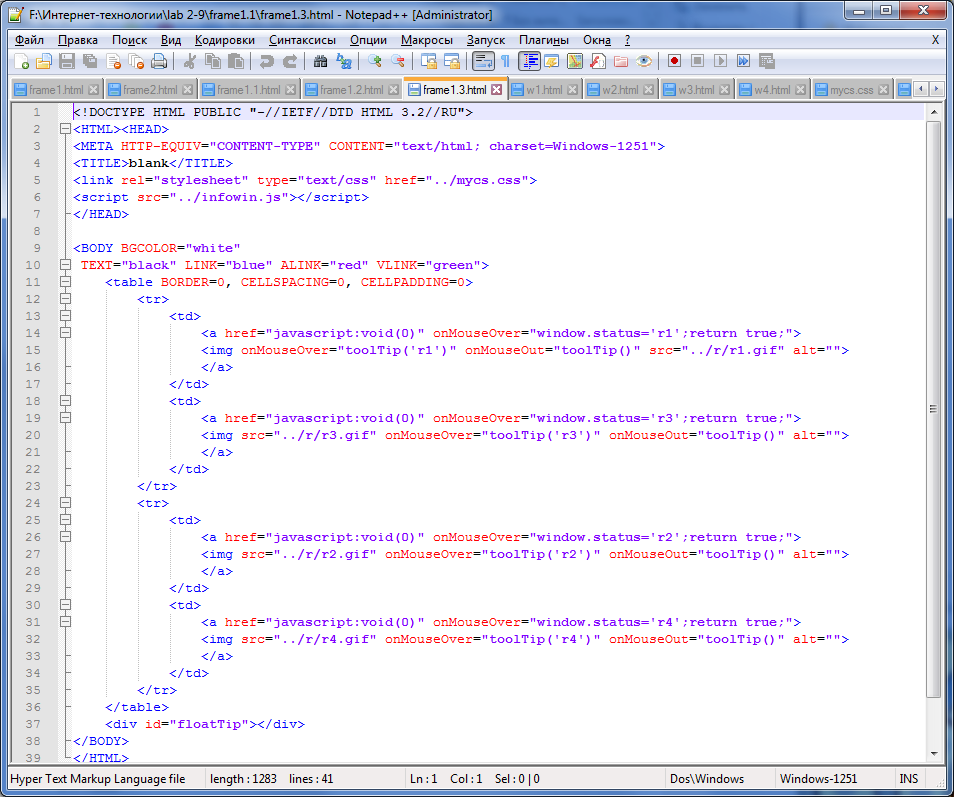 F:\Интернет-технологии\lab 2-9\frame1.1\frame1.3.html - Notepad++ [Administrator]
Файл Правка Поиск Вид Кодировки Синтаксисы Опции Макросы Запуск Плагины Окна ? X
frame1.html frame2.html frame1.1.html frame1.2.html frame1.3.html w1.html w2.html w3.html w4.html mycs.css
1 <!DOCTYPE HTML PUBLIC "-//IETF//DTD HTML 3.2//RU">
2 <HTML><HEAD>
3 <META HTTP-EQUIV="CONTENT-TYPE" CONTENT="text/html; charset=Windows-1251">
4 <TITLE>blank</TITLE>
5 <link rel="stylesheet" type="text/css" href="../mycs.css">
6 <script src="../infowin.js"></script>
7 </HEAD>
8
9 <BODY BGCOLOR="white"
10 TEXT="black" LINK="blue" ALINK="red" VLINK="green">
11 <table BORDER=0, CELLSPACING=0, CELLPADDING=0>
12 <tr>
13 <td>
14 <a href="javascript:void(0)" onMouseOver="window.status='r1';return true;">
15 <img onMouseOver="toolTip('r1')" onMouseOut="toolTip()" src="../r/r1.gif" alt="">
16 </a>
17 </td>
18 <td>
19 <a href="javascript:void(0)" onMouseOver="window.status='r3';return true;">
20 <img src="../r/r3.gif" onMouseOver="toolTip('r3')" onMouseOut="toolTip()" alt="">
21 </a>
22 </td>
23 </tr>
24 <tr>
25 <td>
26 <a href="javascript:void(0)" onMouseOver="window.status='r2';return true;">
27 <img src="../r/r2.gif" onMouseOver="toolTip('r2')" onMouseOut="toolTip()" alt="">
28 </a>
29 </td>
30 <td>
31 <a href="javascript:void(0)" onMouseOver="window.status='r4';return true;">
32 <img src="../r/r4.gif" onMouseOver="toolTip('r4')" onMouseOut="toolTip()" alt="">
33 </a>
34 </td>
35 </tr>
36 </table>
37 <div id="floatTip"></div>
38 </BODY>
39 </HTML>
Hyper Text Markup Language file length : 1283 lines : 41 Ln : 1 Col : 1 Sel : 0 | 0 Dos\Windows Windows-1251 INS